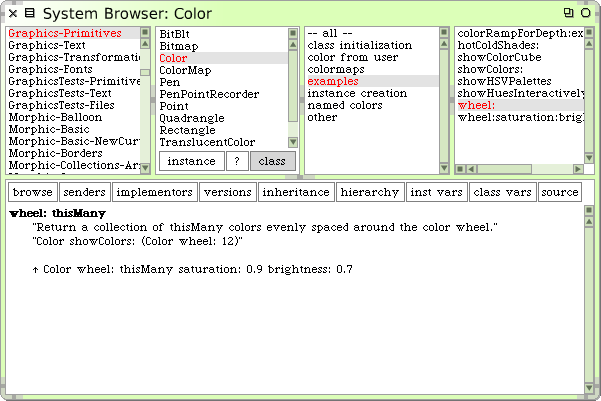 System Browser: Color
Graphics-Primitives
Graphics-Text
Graphics-Transformatio
Graphics-Fonts
GraphicsTests-Primitive
GraphicsTests-Text
GraphicsTests-Files
Morphic-Balloon
Morphic-Basic
Morphic-Basic-NewCur
Morphic-Borders
Morphic-Collections-Ar
BitBlt
Bitmap
Color
ColorMap
Pen
PenPointRecorder
Point
Quadrangle
Rectangle
TranslucentColor
instance ? class
-- all --
class initialization
color from user
colormaps
examples
instance creation
named colors
other
colorRampForDepth:ex
hotColdShades:
showColorCube
showColors:
showHSVPalettes
showHuesInteractively
wheel:
wheel:saturation:brigh
browse senders implementors versions inheritance hierarchy inst vars class vars source
wheel: thisMany
"Return a collection of thisMany colors evenly spaced around the color wheel."
"Color showColors: (Color wheel: 12)"
↑ Color wheel: thisMany saturation: 0.9 brightness: 0.7